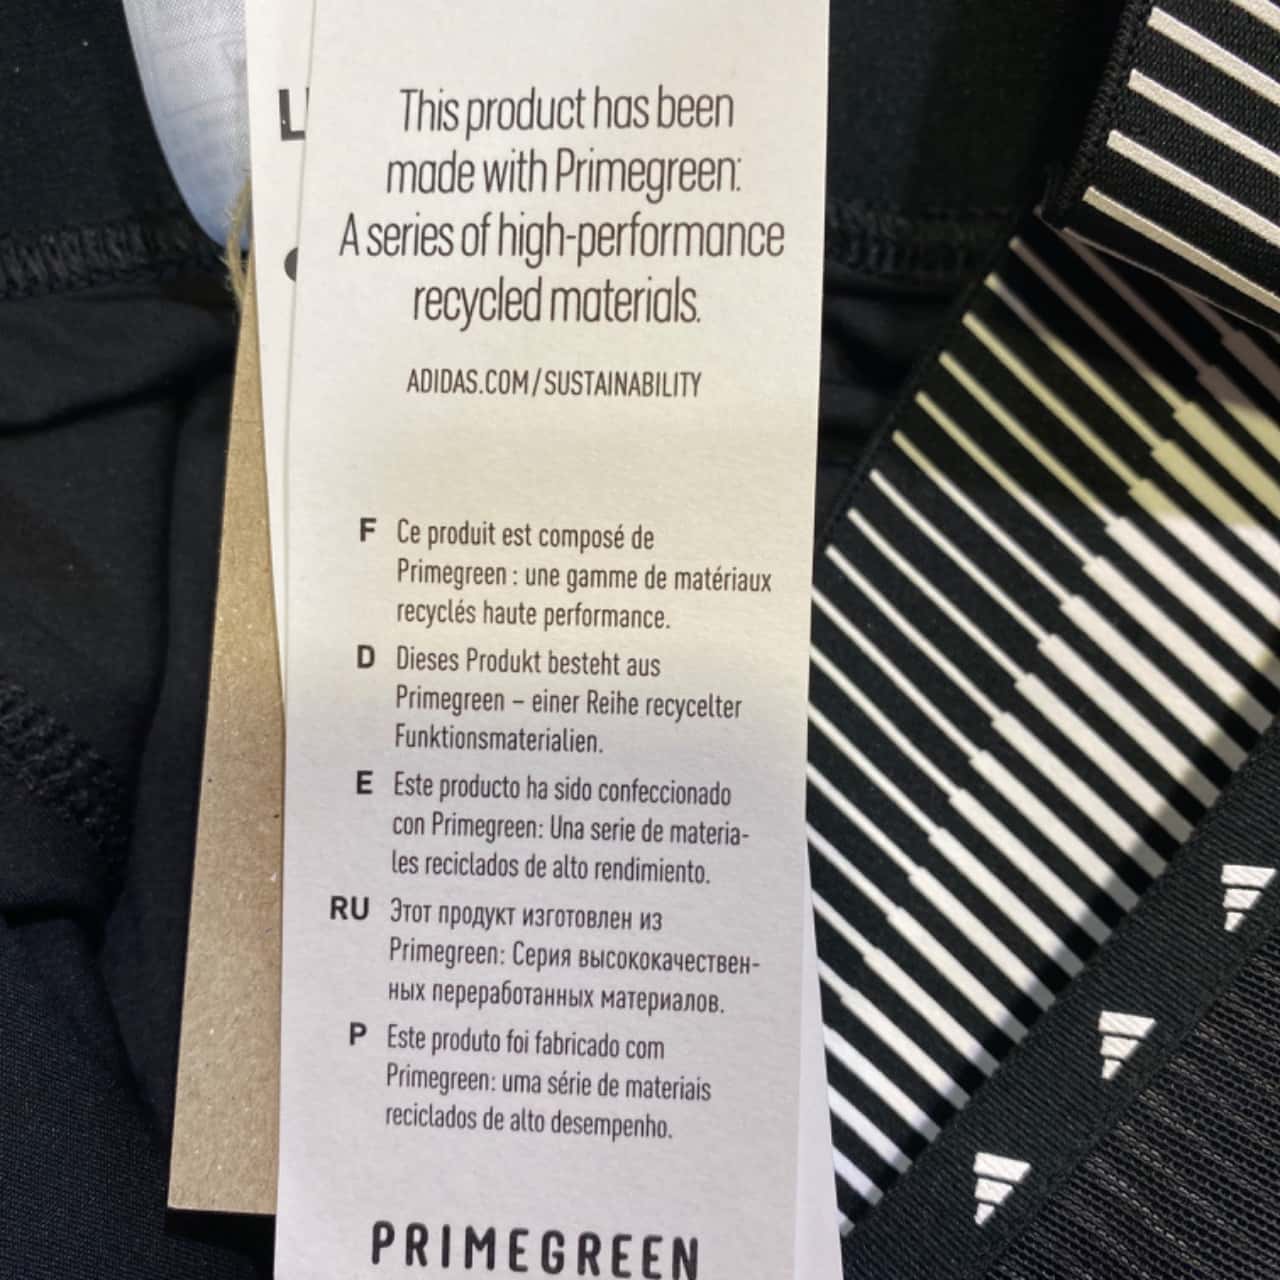 This product has been
made with Primegreen:
A series of high-performance
recycled materials.
ADIDAS.COM/SUSTAINABILITY
F Ce produit est composé de
Primegreen : une gamme de matériaux
recyclés haute performance.
D Dieses Produkt besteht aus
Primegreen – einer Reihe recycelter
Funktionsmaterialien.
E Este producto ha sido confeccionado
con Primegreen: Una serie de materia-
les reciclados de alto rendimiento.
RU Этот продукт изготовлен из
Primegreen: Серия высококачествен-
ных переработанных материалов.
P Este produto foi fabricado com
Primegreen: uma série de materiais
reciclados de alto desempenho.
PRIMEGREEN